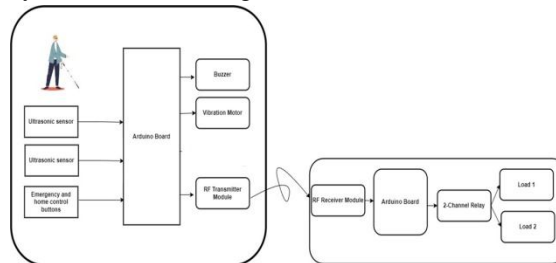 Buzzer
Ultrasonic sensor
Vibration Motor
Arduino Board
Ultrasonic sensor
Emergency and
home control
buttons
RF Transmitter
Module
RF Receiver Module
Arduino Board
2-Channel Relay
Load 1
Load 2